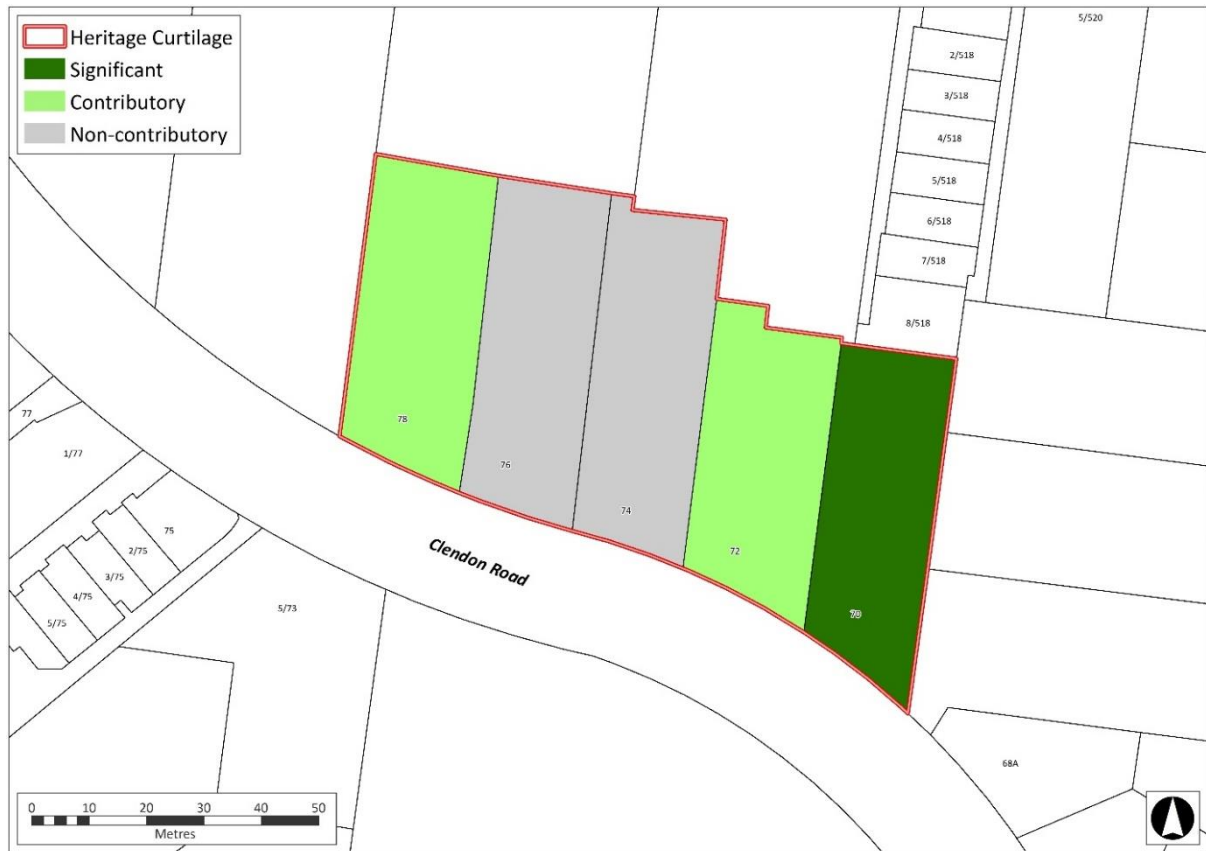 Heritage Curtilage
Significant
Contributory
Non-contributory
5/520
2/518
3/518
4/518
5/518
6/518
7/518
8/518
78
76
74
72
70
77
1/77
75
2/75
3/75
4/75
5/75
5/73
Clendon Road
68A
0 10 20 30 40 50
Metres